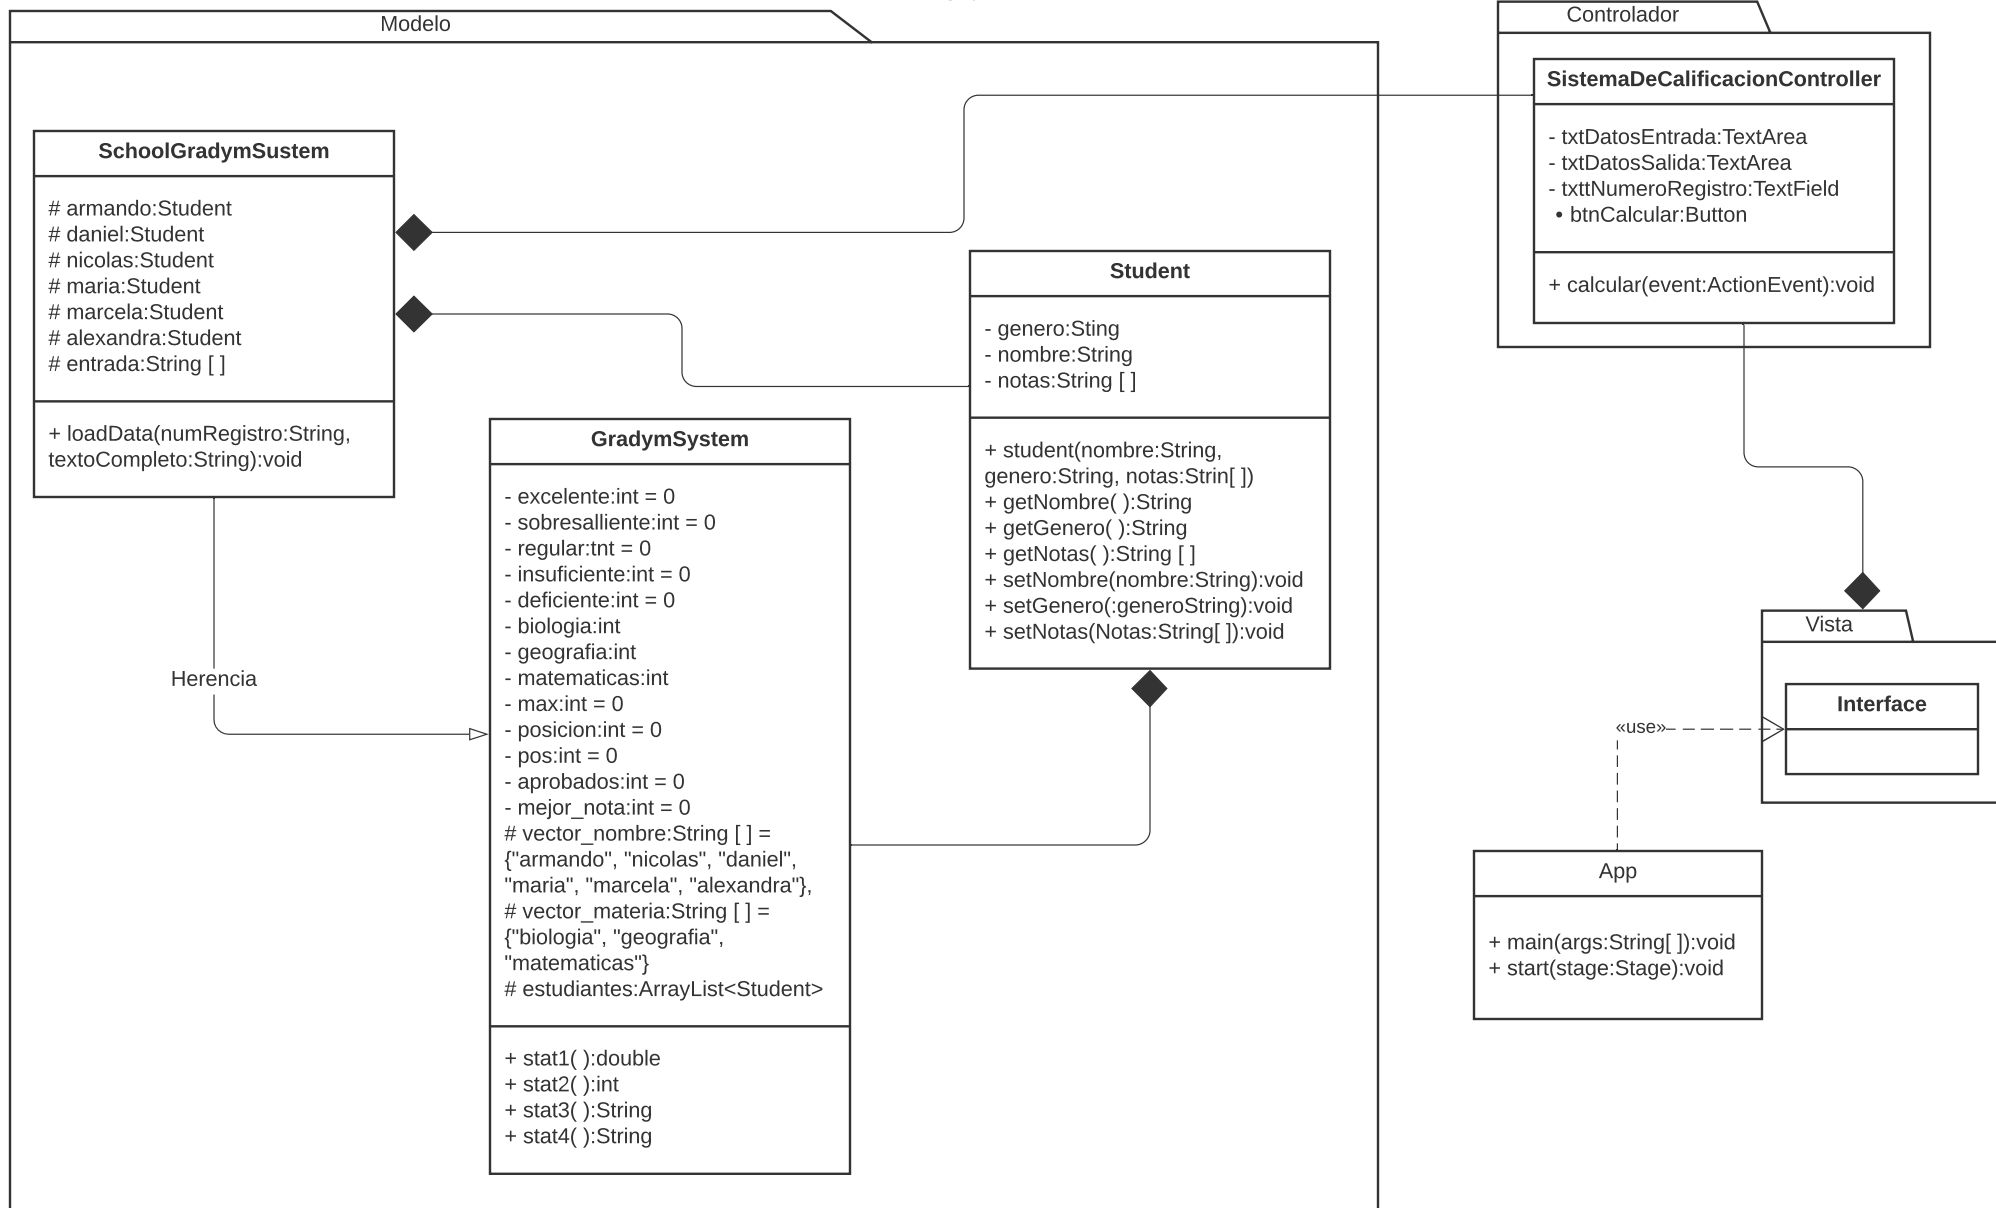 Modelo
SchoolGradymSustem
# armando:Student
# daniel:Student
# nicolas:Student
# maria:Student
# marcela:Student
# alexandra:Student
# entrada:String [ ]
+ loadData(numRegistro:String,
textoCompleto:String):void
Herencia
GradymSystem
- excelente:int = 0
- sobresalliente:int = 0
- regular:tnt = 0
- insuficiente:int = 0
- deficiente:int = 0
- biologia:int
- geografia:int
- matematicas:int
- max:int = 0
- posicion:int = 0
- pos:int = 0
- aprobados:int = 0
- mejor_nota:int = 0
# vector_nombre:String [ ] =
{"armando", "nicolas", "daniel",
"maria", "marcela", "alexandra"},
# vector_materia:String [ ] =
{"biologia", "geografia",
"matematicas"}
# estudiantes:ArrayList<Student>
+ stat1( ):double
+ stat2( ):int
+ stat3( ):String
+ stat4( ):String
Student
- genero:Sting
- nombre:String
- notas:String [ ]
+ student(nombre:String,
genero:String, notas:Strin[ ])
+ getNombre( ):String
+ getGenero( ):String
+ getNotas( ):String [ ]
+ setNombre(nombre:String):void
+ setGenero(:generoString):void
+ setNotas(Notas:String[ ]):void
Controlador
SistemaDeCalificacionController
- txtDatosEntrada:TextArea
- txtDatosSalida:TextArea
- txttNumeroRegistro:TextField
• btnCalcular:Button
+ calcular(event:ActionEvent):void
Vista
Interface
«use»
App
+ main(args:String[ ]):void
+ start(stage:Stage):void